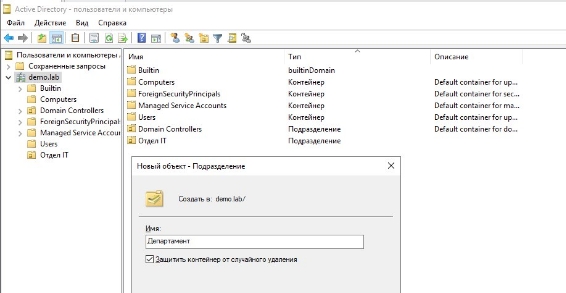 Active Directory - пользователи и компьютеры
Файл Действие Вид Справка
Пользователи и компьютеры
Сохраненные запросы
demo.lab
Builtin
Computers
Domain Controllers
ForeignSecurityPrincipals
Managed Service Accou
Users
Отдел IT
Имя Тип Описание
Builtin builtinDomain
Computers Контейнер Default container for up...
ForeignSecurityPrincipals Контейнер Default container for sec...
Managed Service Accounts Контейнер Default container for ma...
Users Контейнер Default container for up...
Domain Controllers Подразделение Default container for do...
Отдел IT Подразделение
Новый объект - Подразделение
Создать в: demo.lab/
Имя:
Департамент
Защитить контейнер от случайного удаления